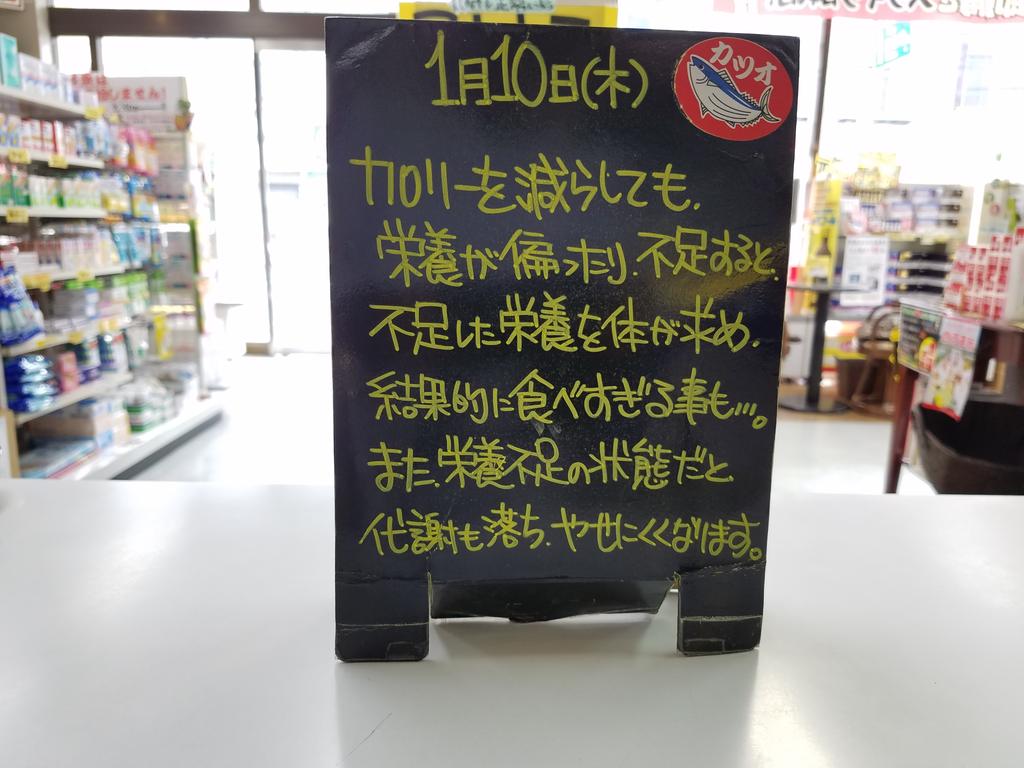 1月10日(木)
カツオ
カロリーを減らしても、
栄養が偏ったり、不足すると、
不足した栄養を体が求め、
結果的に食べすぎる事も…。
また、栄養不足の状態だと
代謝も落ち、やせにくくなります。
しません!